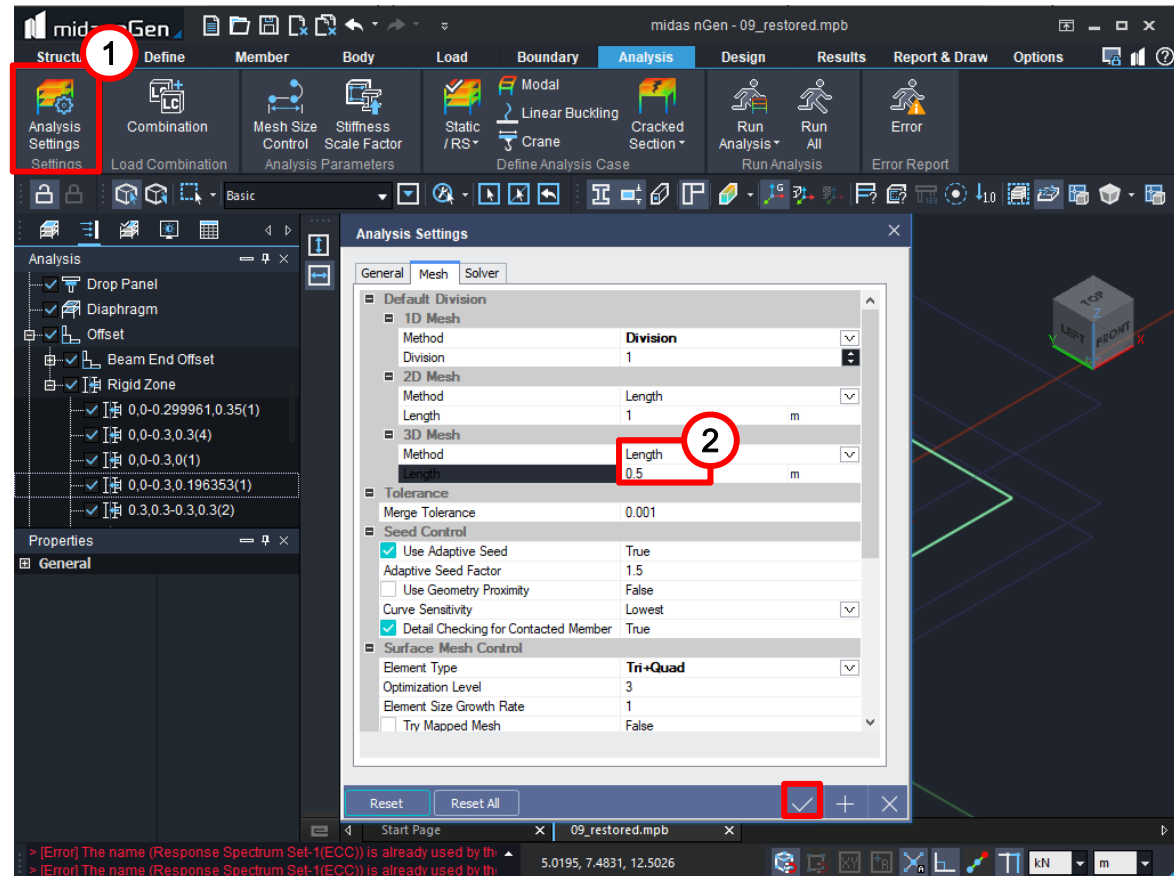 midas nGen
midas nGen - 09_restored.mpb
1
Structu
Define
Member
Body
Load
Boundary
Analysis
Design
Results
Report & Draw
Options
Analysis
Settings
Combination
Mesh Size
Control
Stiffness
Scale Factor
Static
/ RS
Modal
Linear Buckling
Crane
Cracked
Section
Run
Analysis
Run
All
Error
Settings
Load Combination
Analysis Parameters
Define Analysis Case
Run Analysis
Error Report
Basic
Analysis
Drop Panel
Diaphragm
Offset
Beam End Offset
Rigid Zone
0,0-0.299961,0.35(1)
0,0-0.3,0.3(4)
0,0-0.3,0(1)
0,0-0.3,0.196353(1)
0.3,0.3-0.3,0.3(2)
Properties
General
Analysis Settings
General Mesh Solver
Default Division
1D Mesh
Method Division
Division 1
2D Mesh
Method Length
Length 1 m
3D Mesh
2
Method Length
Length 0.5 m
Tolerance
Merge Tolerance 0.001
Seed Control
Use Adaptive Seed True
Adaptive Seed Factor 1.5
Use Geometry Proximity False
Curve Sensitivity Lowest
Detail Checking for Contacted Member True
Surface Mesh Control
Element Type Tri+Quad
Optimization Level 3
Element Size Growth Rate 1
Try Mapped Mesh False
Reset Reset All
TOP
LEFT
FRONT
Z
Y
X
Start Page
09_restored.mpb
> [Error] The name (Response Spectrum Set-1(ECC)) is already used by th
> [Error] The name (Response Spectrum Set-1(ECC)) is already used by th
5.0195, 7.4831, 12.5026
kN
m